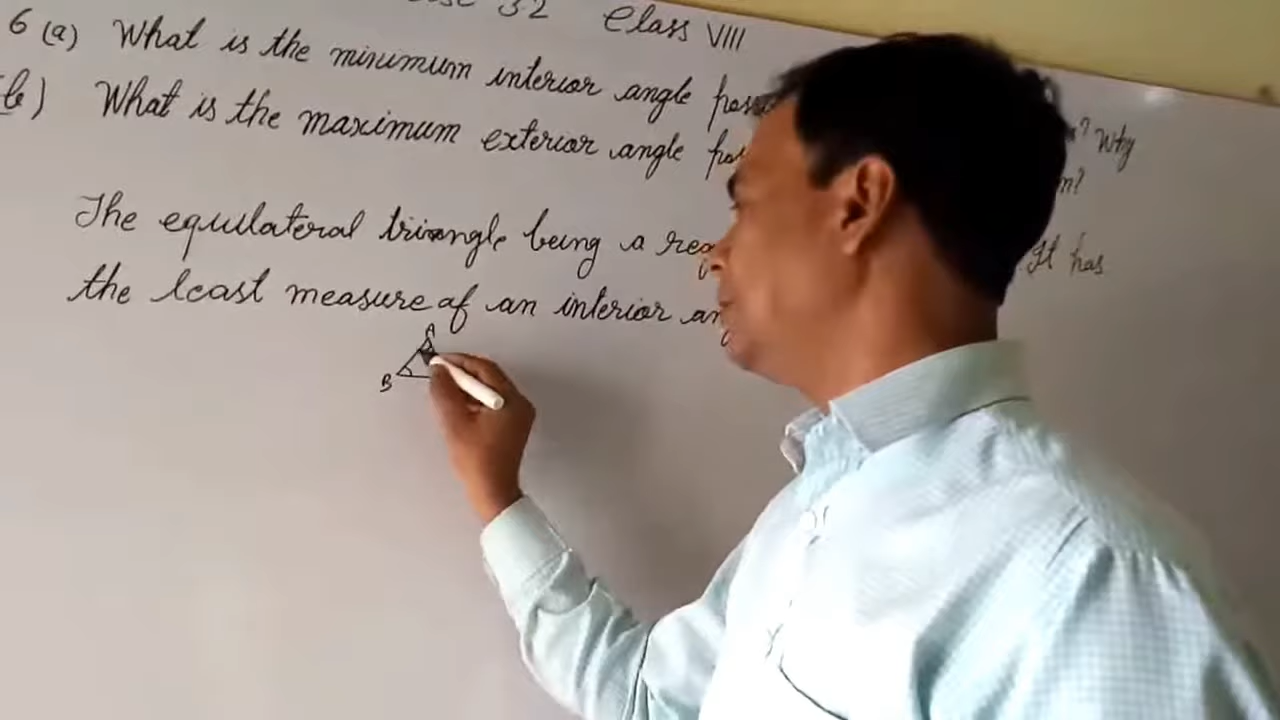 32 Class VIII
6 (a) What is the minimum interior angle ? Why
b) What is the maximum exterior angle
The equilateral triangle being a It has
the least measure of an interior
A
B